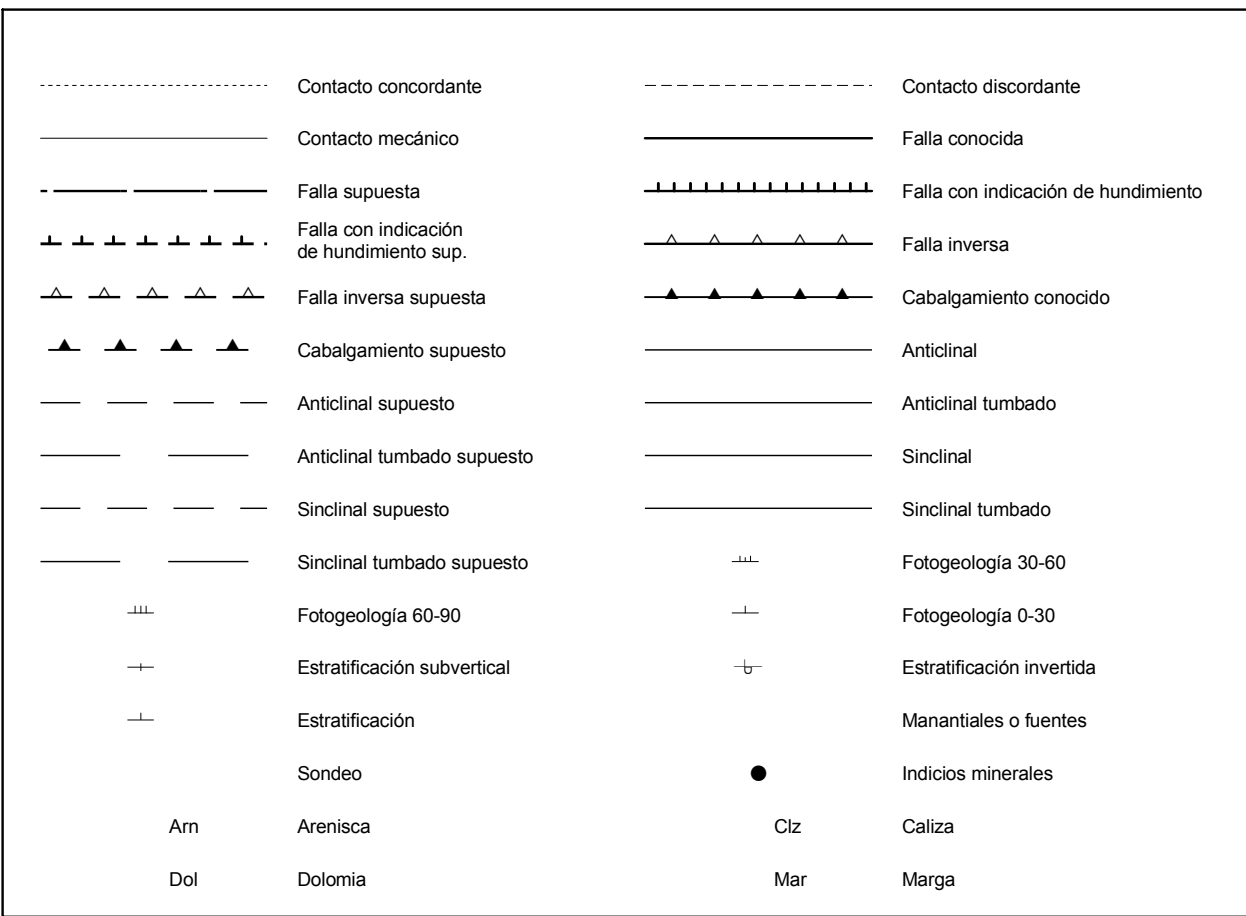 Contacto concordante
Contacto discordante
Contacto mecánico
Falla conocida
Falla supuesta
Falla con indicación de hundimiento
Falla con indicación
de hundimiento sup.
Falla inversa
Falla inversa supuesta
Cabalgamiento conocido
Cabalgamiento supuesto
Anticlinal
Anticlinal supuesto
Anticlinal tumbado
Anticlinal tumbado supuesto
Sinclinal
Sinclinal supuesto
Sinclinal tumbado
Sinclinal tumbado supuesto
Fotogeología 30-60
Fotogeología 60-90
Fotogeología 0-30
Estratificación subvertical
Estratificación invertida
Estratificación
Manantiales o fuentes
Sondeo
Indicios minerales
Arn Arenisca
Clz Caliza
Dol Dolomia
Mar Marga